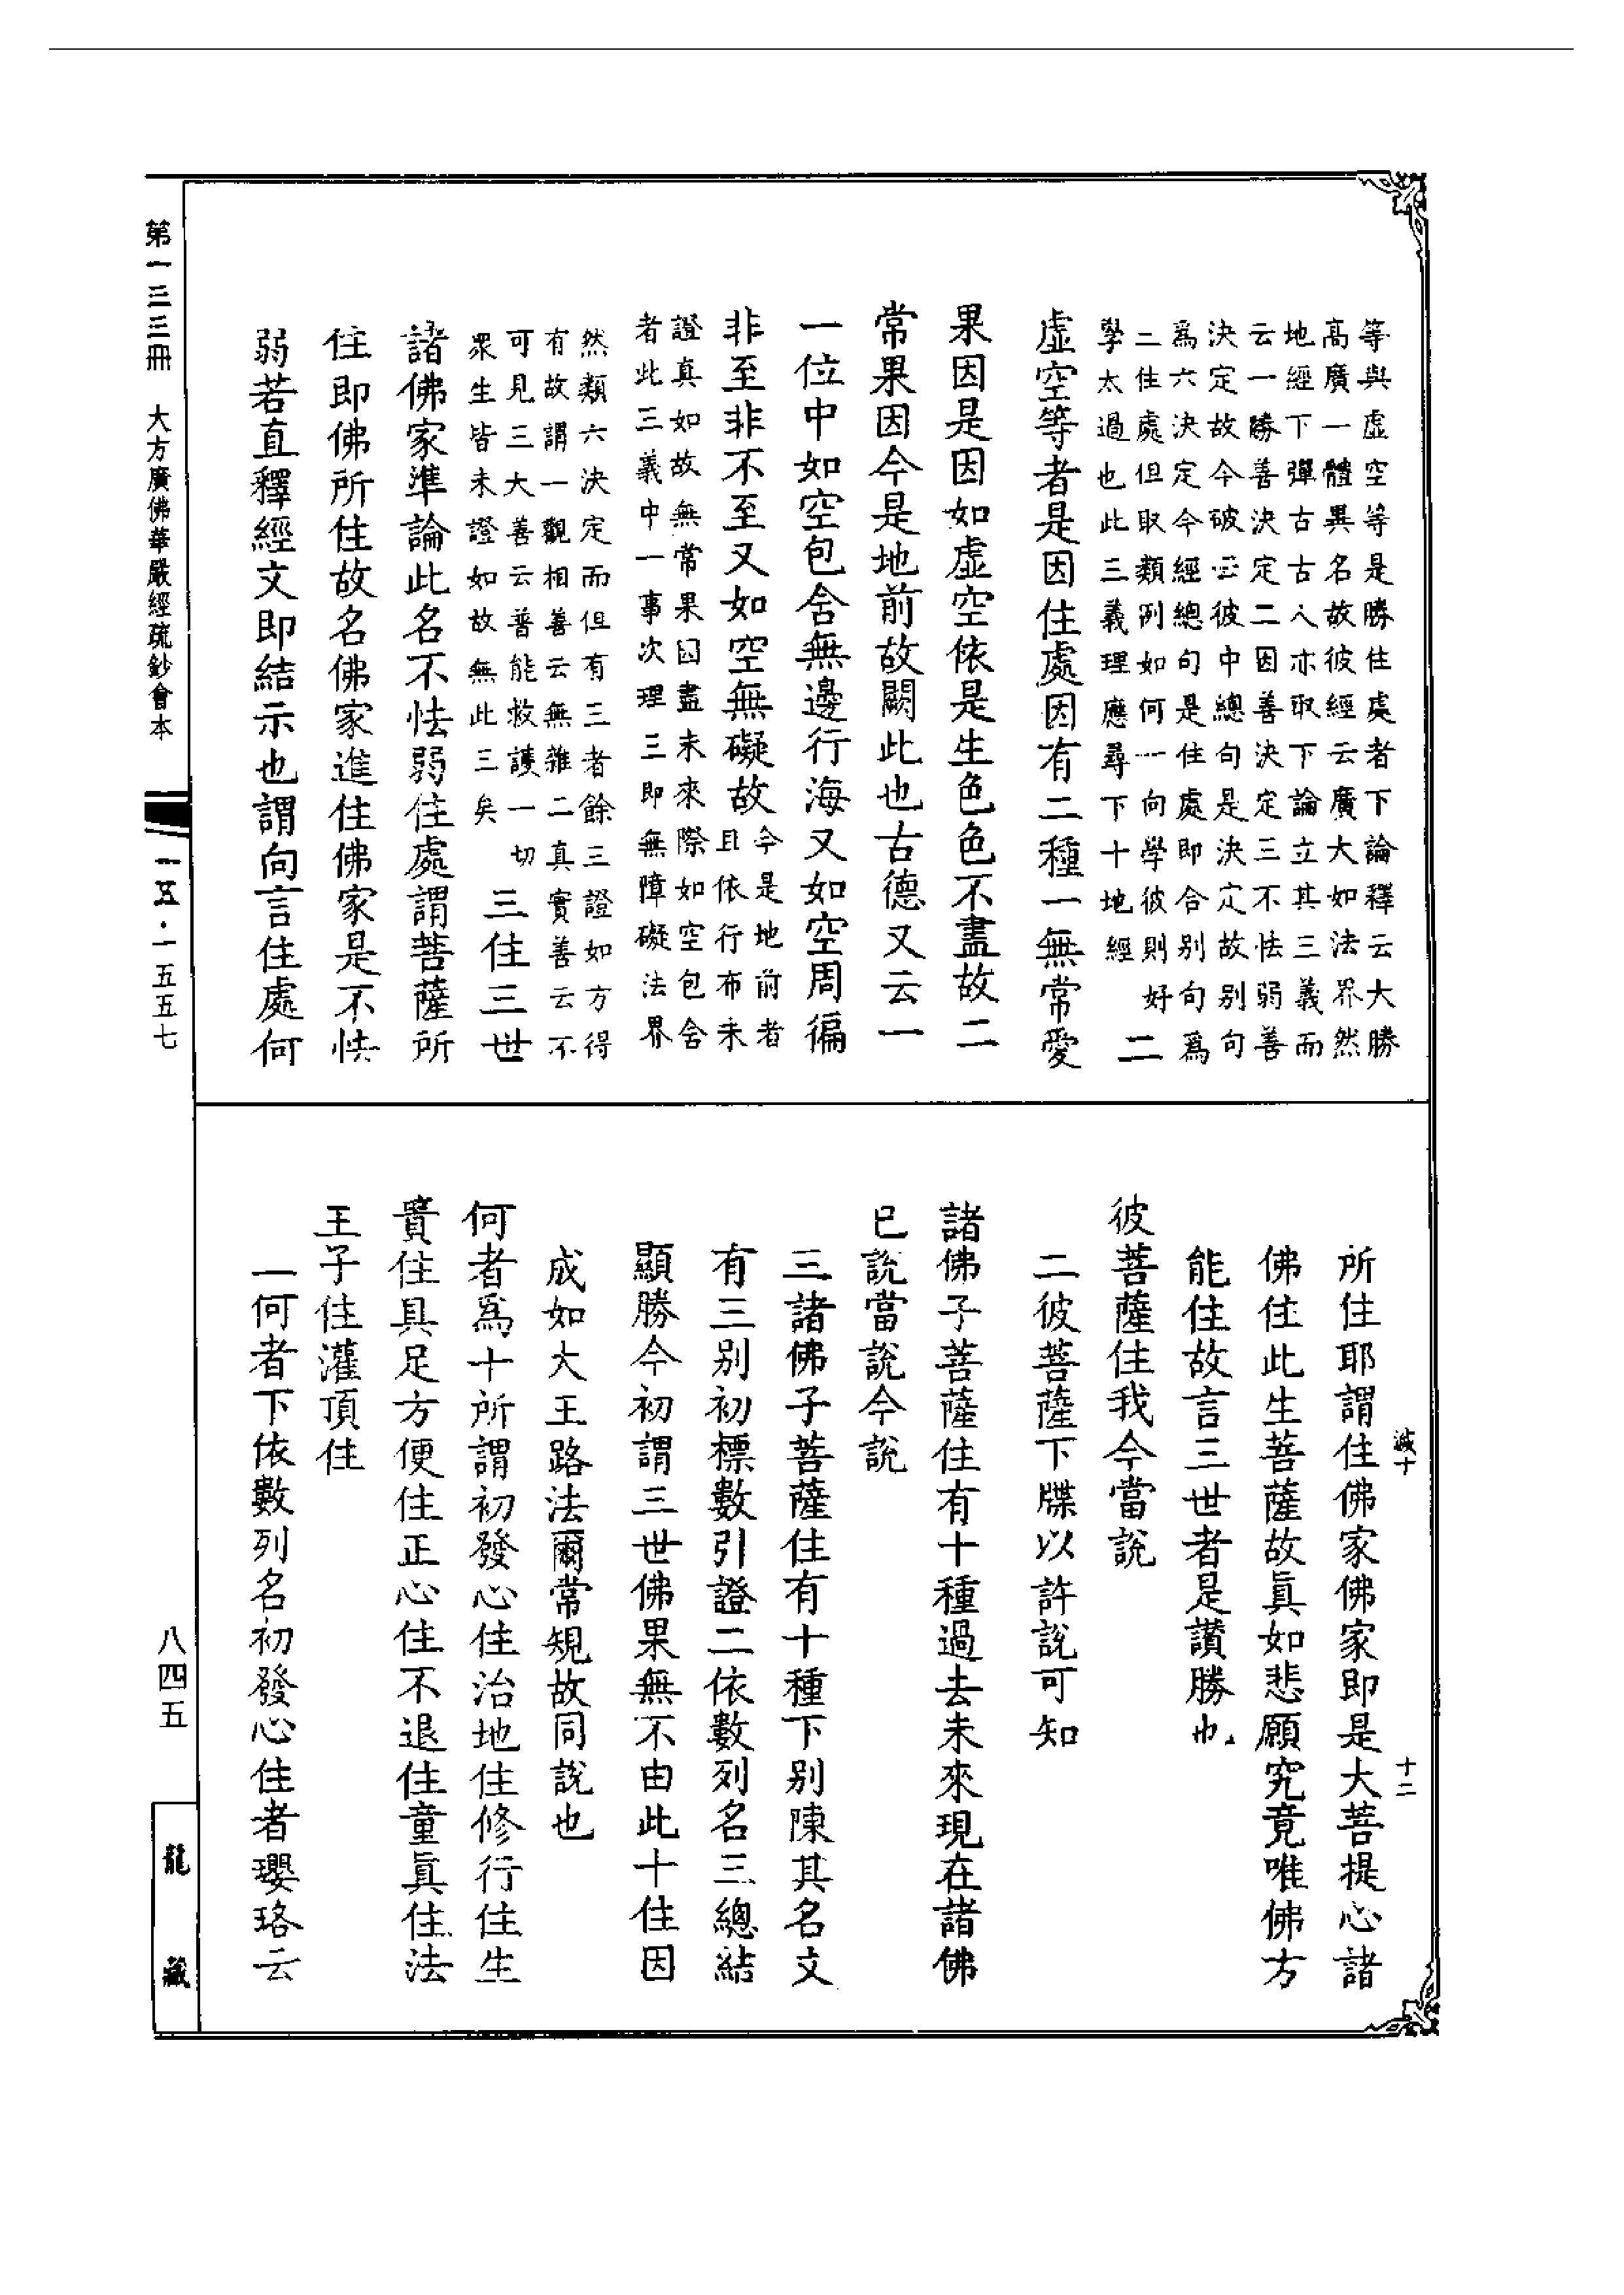 等與虛空等是勝住處者下論釋云大勝
髙廣一體異名故彼經云廣大如法界然
地經下彈古古人亦取下論立其三義而
云一勝善決定二因善決定三不怯弱善
決定故今破云彼中總句是決定故別句
爲六決定今經總句是住處即合別句爲
二住處但取類例如何一向學彼則好
學太過也此三義理應尋下十地經
二
虛空等者是因住處因有二種一無常愛
果因是因如虛空依是生色色不盡故二
常果因今是地前故闕此也古德又云一
一位中如空包含無邊行海又如空周徧
非至非不至又如空無礙故
今是地前者
且依行布未
證真如故無常果因盡未來際如空包含
者此三義中一事次理三即無障礙法界
然類六決定而但有三者餘三證如方得
有故謂一觀相善云無雜二真實善云不
可見三大善云普能救護一切
衆生皆未證如故無此三矣
三住三世
諸佛家準論此名不怯弱住處謂菩薩所
住即佛所住故名佛家進住佛家是不怯
弱若直釋經文即結示也謂向言住處何
所住耶謂住佛家佛家即是大菩提心諸
佛住此生菩薩故眞如悲願究竟唯佛方
能住故言三世者是讃勝也
彼菩薩住我今當說
二彼菩薩下牒以許説可知
諸佛子菩薩住有十種過去未來現在諸佛
已說當說今說
三諸佛子菩薩住有十種下別陳其名文
有三別初標數引證二依數列名三總結
顯勝今初謂三世佛果無不由此十住因
成如大王路法爾常規故同說也
何者爲十所謂初發心住治地住修行住生
貴住具足方便住正心住不退住童眞住法
王子住灌頂住
一何者下依數列名初發心住者瓔珞云
滅十
十二
第一三三冊　大方廣佛華嚴經疏鈔會本
一五·一五五七
八四五
龍藏